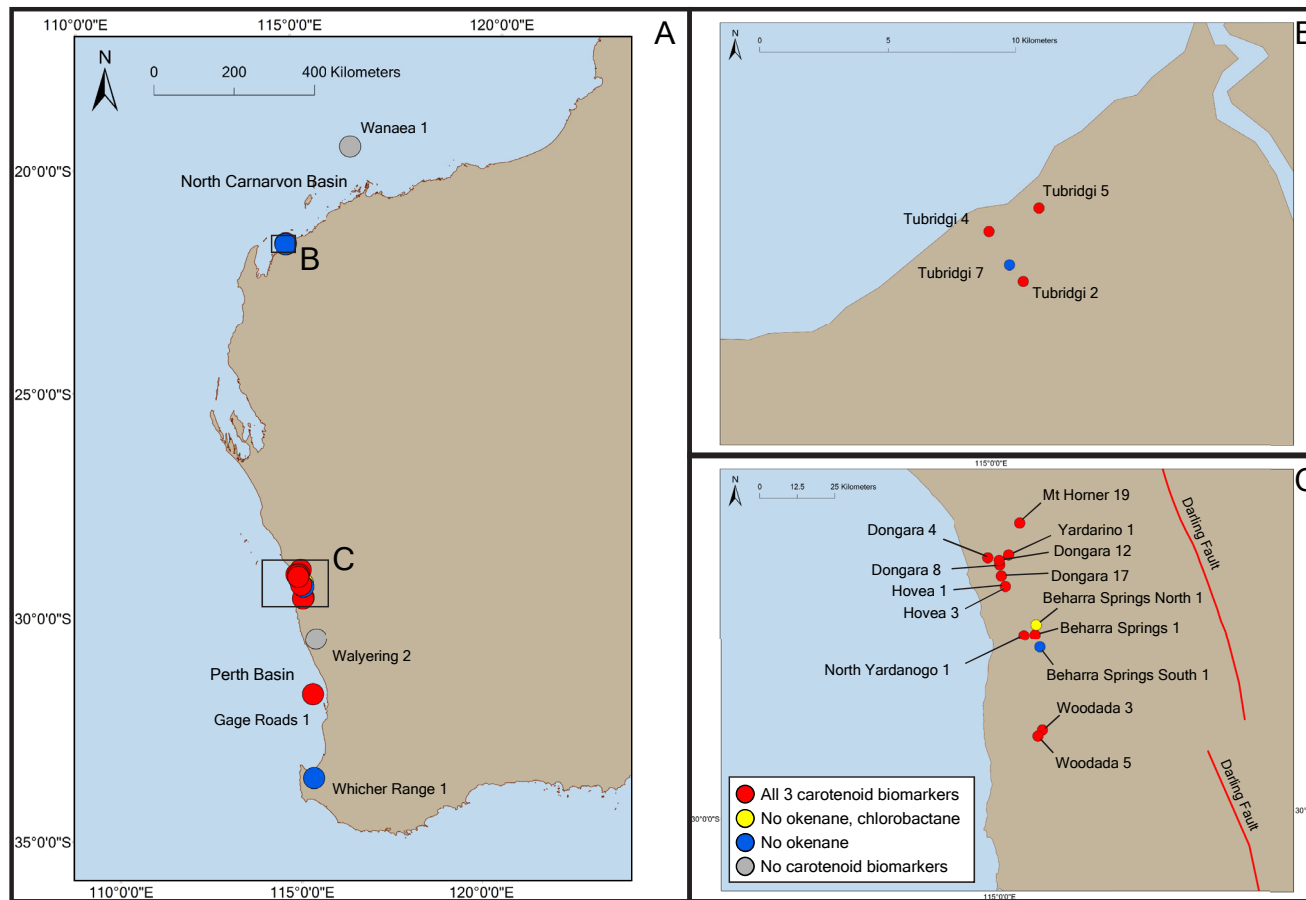 110°0'0"E
115°0'0"E
120°0'0"E
A
N
0
200
400 Kilometers
Wanaea 1
20°0'0"S
North Carnarvon Basin
B
25°0'0"S
C
30°0'0"S
Walyering 2
Perth Basin
Gage Roads 1
Whicher Range 1
35°0'0"S
110°0'0"E
115°0'0"E
120°0'0"E
N
0
5
10 Kilometers
Tubridgi 5
Tubridgi 4
Tubridgi 7
Tubridgi 2
115°0'0"E
N
0
12.5
25 Kilometers
Mt Horner 19
Dongara 4
Yardarino 1
Dongara 12
Dongara 8
Dongara 17
Hovea 1
Hovea 3
Beharra Springs North 1
Beharra Springs 1
North Yardanogo 1
Beharra Springs South 1
Woodada 3
Woodada 5
Darling Fault
Darling Fault
All 3 carotenoid biomarkers
No okenane, chlorobactane
No okenane
No carotenoid biomarkers
30°0'0"S
115°0'0"E